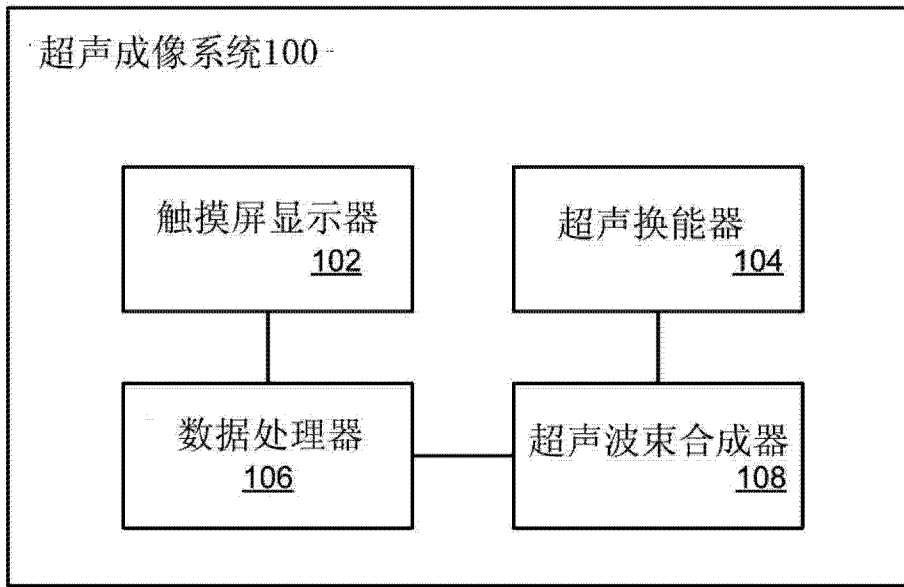 超声成像系统100
触摸屏显示器
102
超声换能器
104
数据处理器
106
超声波束合成器
108